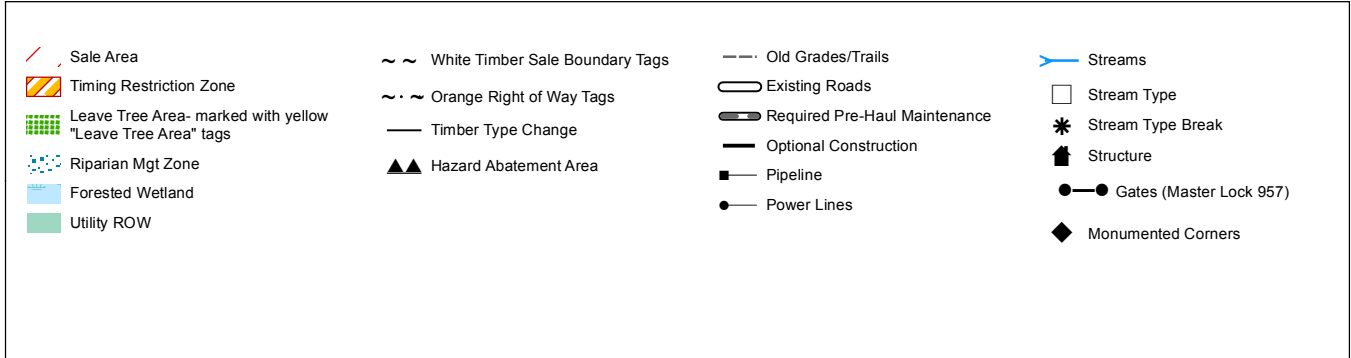 Sale Area
Timing Restriction Zone
Leave Tree Area- marked with yellow
"Leave Tree Area" tags
Riparian Mgt Zone
Forested Wetland
Utility ROW
White Timber Sale Boundary Tags
Orange Right of Way Tags
Timber Type Change
Hazard Abatement Area
Old Grades/Trails
Existing Roads
Required Pre-Haul Maintenance
Optional Construction
Pipeline
Power Lines
Streams
Stream Type
Stream Type Break
Structure
Gates (Master Lock 957)
Monumented Corners